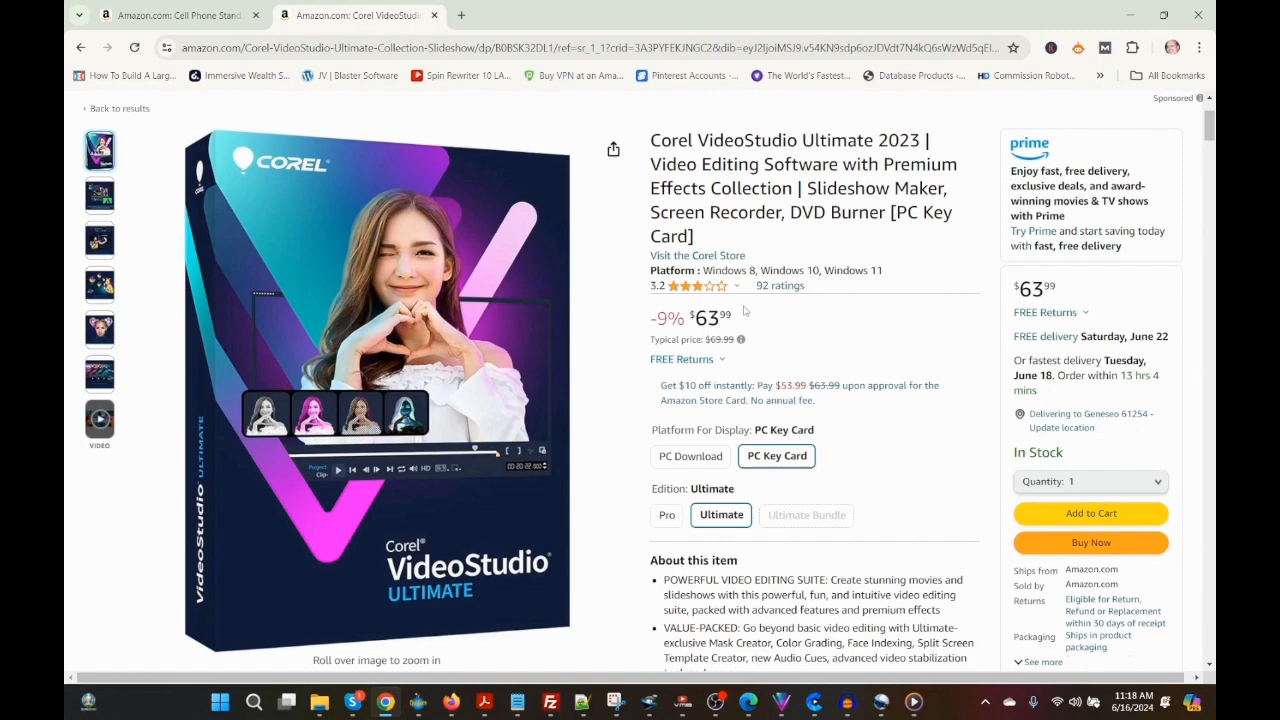 Amazon.com: Cell Phone Stand,
Amazon.com: Corel VideoStudio
amazon.com/Corel-VideoStudio-Ultimate-Collection-Slideshow/dp/B0BSK32DL1/ref=sr_1_1?crid=3A3PYFEKJNGC2&dib=eyJ2IjoiMSJ9.v54KN9sdp6ozJDVdt7N4kQ6sWzWd5qEl...
How To Build A Larg...
Immersive Wealth S...
JV | Blaster Software
Spin Rewriter 10 LA...
Buy VPN at an Ama...
Pinterest Accounts -...
The World's Fastest...
Database Products -...
HD Commission Robot...
All Bookmarks
Sponsored
‹ Back to results
COREL
VideoStudio ULTIMATE
Project-
Clip-
HD
00:20:22.000
Corel®
VideoStudio®
ULTIMATE
VIDEO
Roll over image to zoom in
Corel VideoStudio Ultimate 2023 |
Video Editing Software with Premium
Effects Collection | Slideshow Maker,
Screen Recorder, DVD Burner [PC Key
Card]
Visit the Corel Store
Platform : Windows 8, Windows 10, Windows 11
3.2 92 ratings
-9% $63.99
Typical price: $69.99
FREE Returns
Get $10 off instantly: Pay $53.99 $63.99 upon approval for the
Amazon Store Card. No annual fee.
Platform For Display: PC Key Card
PC Download PC Key Card
Edition: Ultimate
Pro Ultimate Ultimate Bundle
About this item
• POWERFUL VIDEO EDITING SUITE: Create stunning movies and
slideshows with this powerful, fun, and intuitive video editing
suite, packed with advanced features and premium effects
• VALUE-PACKED: Go beyond basic video editing with Ultimate-
exclusive Mask Creator, Color Grading, Face Indexing, Split Screen
Template Creator, new Audio Cues, advanced video stabilization
prime
Enjoy fast, free delivery,
exclusive deals, and award-
winning movies & TV shows
with Prime
Try Prime and start saving today
with fast, free delivery
$63.99
FREE Returns
FREE delivery Saturday, June 22
Or fastest delivery Tuesday,
June 18. Order within 13 hrs 4
mins
Delivering to Geneseo 61254 -
Update location
In Stock
Quantity: 1
Add to Cart
Buy Now
Ships from Amazon.com
Sold by Amazon.com
Returns Eligible for Return,
Refund or Replacement
within 30 days of receipt
Packaging Ships in product
packaging
See more
11:18 AM
6/16/2024